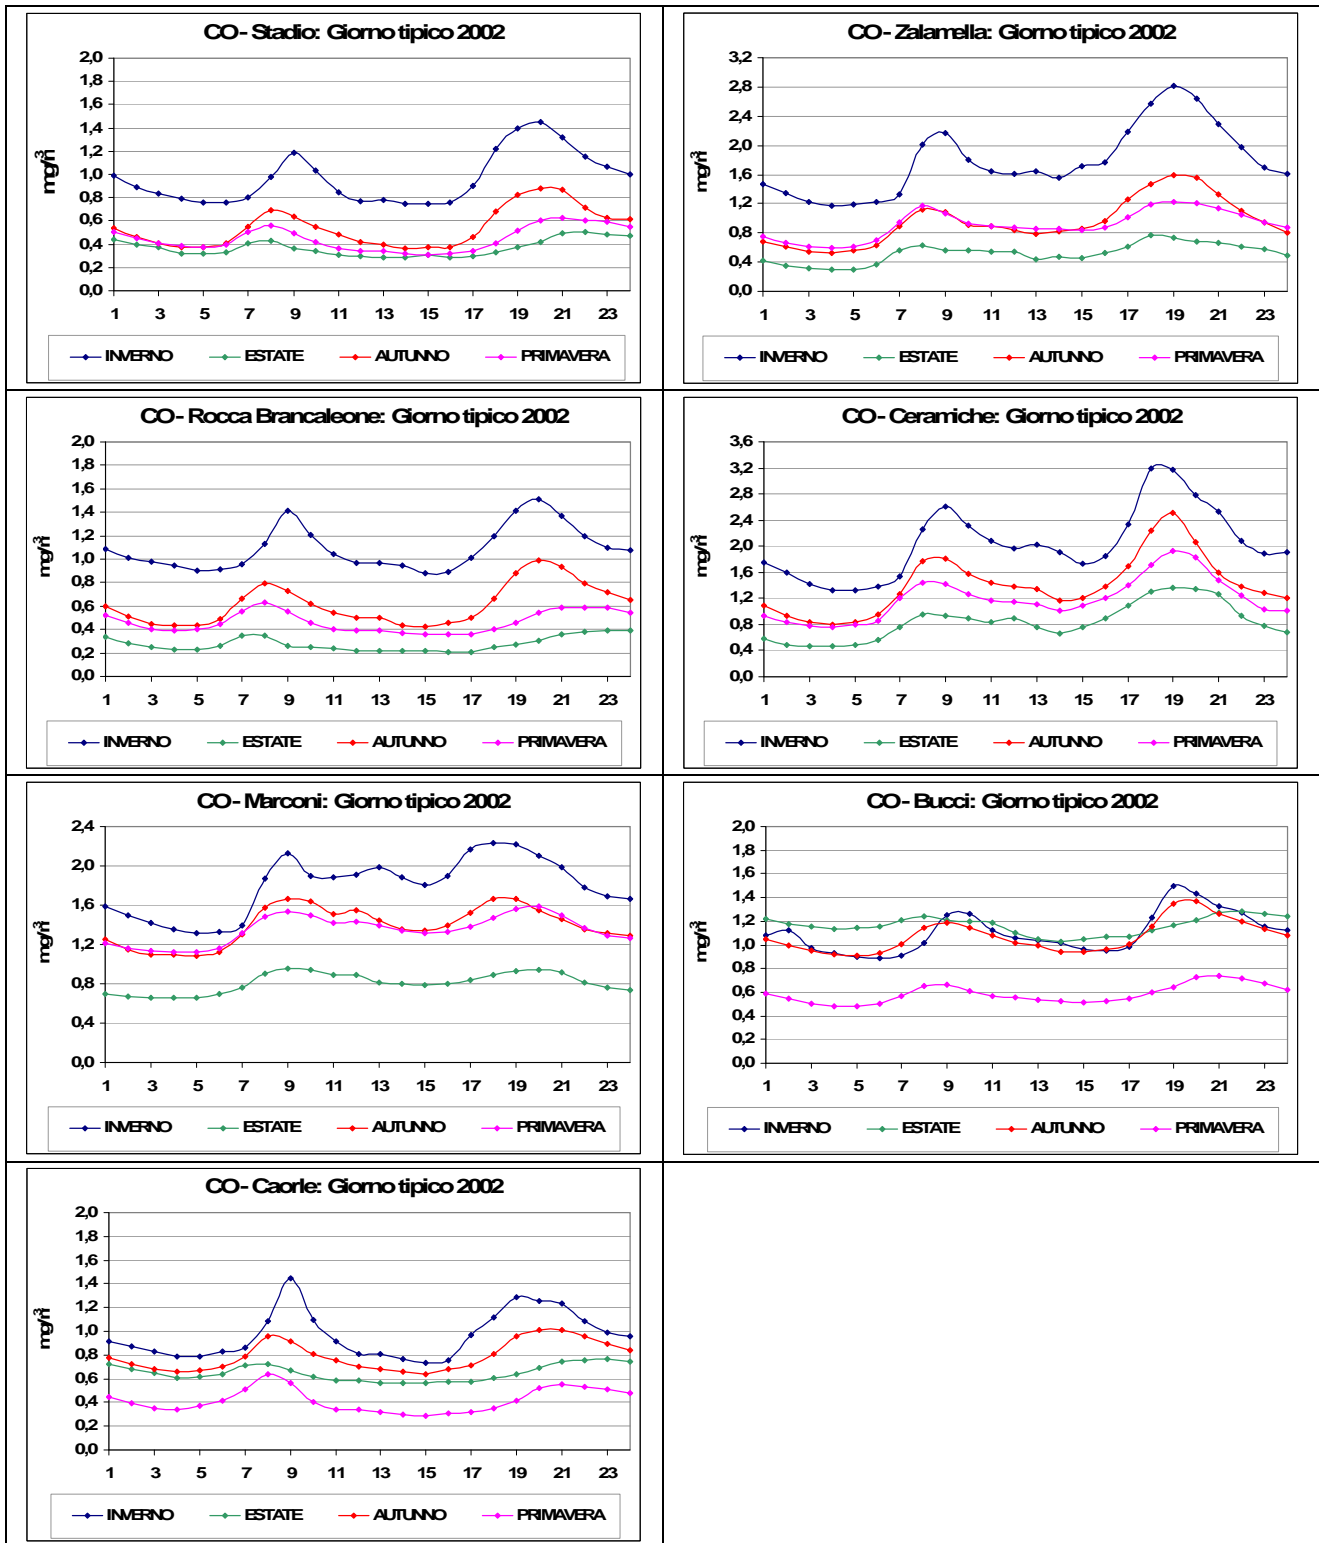 CO - Stadio: Giorno tipico 2002
2,0
1,8
1,6
1,4
1,2
1,0
0,8
0,6
0,4
0,2
0,0
mg/m³
1 3 5 7 9 11 13 15 17 19 21 23
INVERNO ESTATE AUTUNNO PRIMAVERA
CO - Zalamella: Giorno tipico 2002
3,2
2,8
2,4
2,0
1,6
1,2
0,8
0,4
0,0
mg/m³
1 3 5 7 9 11 13 15 17 19 21 23
INVERNO ESTATE AUTUNNO PRIMAVERA
CO - Rocca Brancaleone: Giorno tipico 2002
2,0
1,8
1,6
1,4
1,2
1,0
0,8
0,6
0,4
0,2
0,0
mg/m³
1 3 5 7 9 11 13 15 17 19 21 23
INVERNO ESTATE AUTUNNO PRIMAVERA
CO - Ceramiche: Giorno tipico 2002
3,6
3,2
2,8
2,4
2,0
1,6
1,2
0,8
0,4
0,0
mg/m³
1 3 5 7 9 11 13 15 17 19 21 23
INVERNO ESTATE AUTUNNO PRIMAVERA
CO - Marconi: Giorno tipico 2002
2,4
2,0
1,6
1,2
0,8
0,4
0,0
mg/m³
1 3 5 7 9 11 13 15 17 19 21 23
INVERNO ESTATE AUTUNNO PRIMAVERA
CO - Bucci: Giorno tipico 2002
2,0
1,8
1,6
1,4
1,2
1,0
0,8
0,6
0,4
0,2
0,0
mg/m³
1 3 5 7 9 11 13 15 17 19 21 23
INVERNO ESTATE AUTUNNO PRIMAVERA
CO - Caorle: Giorno tipico 2002
2,0
1,8
1,6
1,4
1,2
1,0
0,8
0,6
0,4
0,2
0,0
mg/m³
1 3 5 7 9 11 13 15 17 19 21 23
INVERNO ESTATE AUTUNNO PRIMAVERA